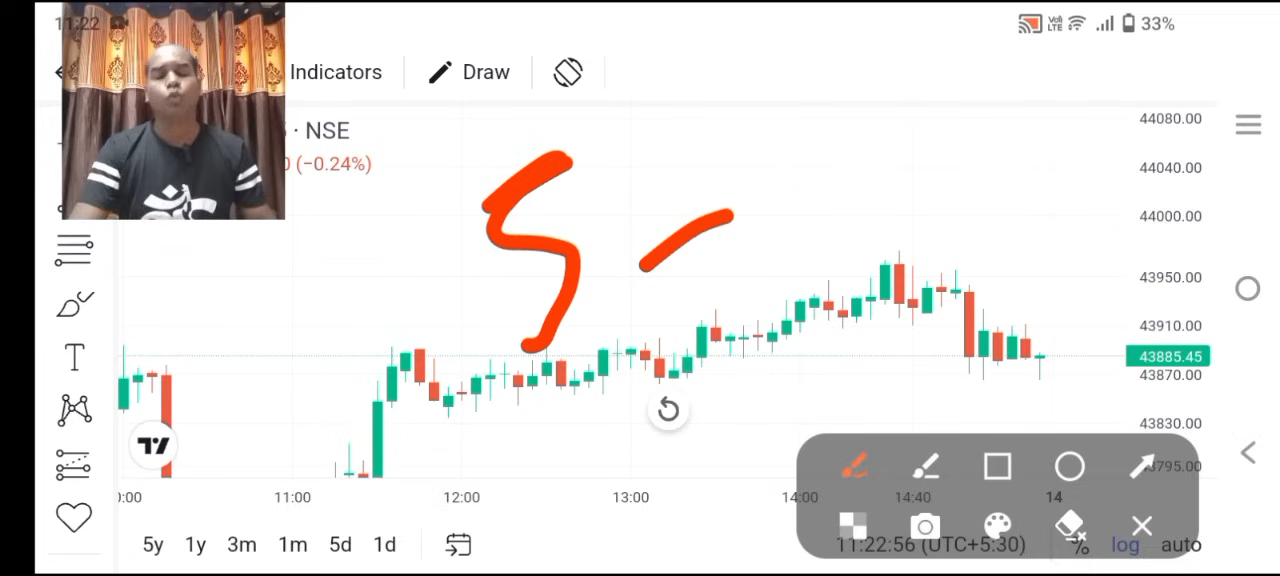 11:22
33%
Indicators
Draw
· NSE
0 (−0.24%)
44080.00
44040.00
44000.00
43950.00
43910.00
43885.45
43870.00
43830.00
43795.00
5
:00
11:00
12:00
13:00
14:00
14:40
14
5y
1y
3m
1m
5d
1d
11:22:56 (UTC+5:30)
%
log
auto